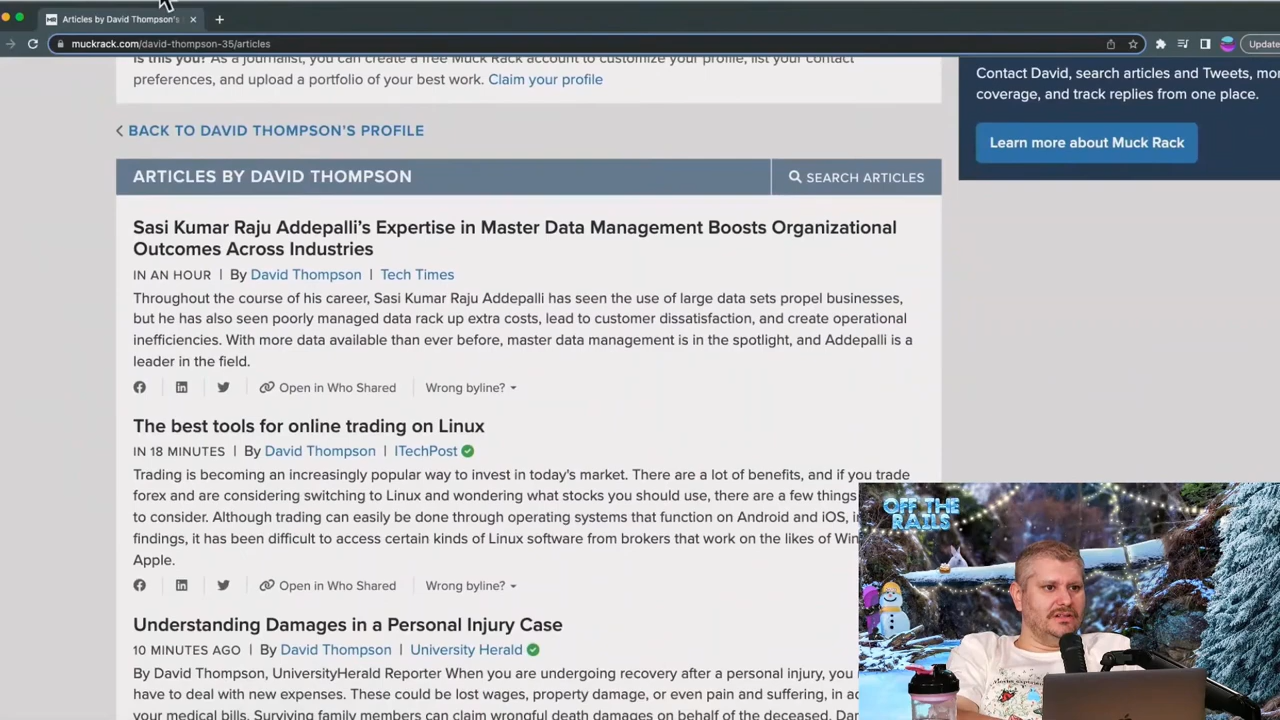 Articles by David Thompson's
muckrack.com/david-thompson-35/articles
Update
Is this you? As a journalist, you can create a free Muck Rack account to customize your profile, list your contact
preferences, and upload a portfolio of your best work. Claim your profile
Contact David, search articles and Tweets,
coverage, and track replies from one place.
Learn more about Muck Rack
BACK TO DAVID THOMPSON'S PROFILE
ARTICLES BY DAVID THOMPSON
SEARCH ARTICLES
Sasi Kumar Raju Addepalli's Expertise in Master Data Management Boosts Organizational
Outcomes Across Industries
IN AN HOUR | By David Thompson | Tech Times
Throughout the course of his career, Sasi Kumar Raju Addepalli has seen the use of large data sets propel businesses,
but he has also seen poorly managed data rack up extra costs, lead to customer dissatisfaction, and create operational
inefficiencies. With more data available than ever before, master data management is in the spotlight, and Addepalli is a
leader in the field.
Open in Who Shared Wrong byline?
The best tools for online trading on Linux
IN 18 MINUTES | By David Thompson | ITechPost
Trading is becoming an increasingly popular way to invest in today's market. There are a lot of benefits, and if you trade
forex and are considering switching to Linux and wondering what stocks you should use, there are a few things
to consider. Although trading can easily be done through operating systems that function on Android and iOS,
findings, it has been difficult to access certain kinds of Linux software from brokers that work on the likes of
Apple.
Open in Who Shared Wrong byline?
Understanding Damages in a Personal Injury Case
10 MINUTES AGO | By David Thompson | University Herald
By David Thompson, UniversityHerald Reporter When you are undergoing recovery after a personal injury, you
have to deal with new expenses. These could be lost wages, property damage, or even pain and suffering, in
your medical bills. Surviving family members can claim wrongful death damages on behalf of the deceased.
OFF THE
RAILS